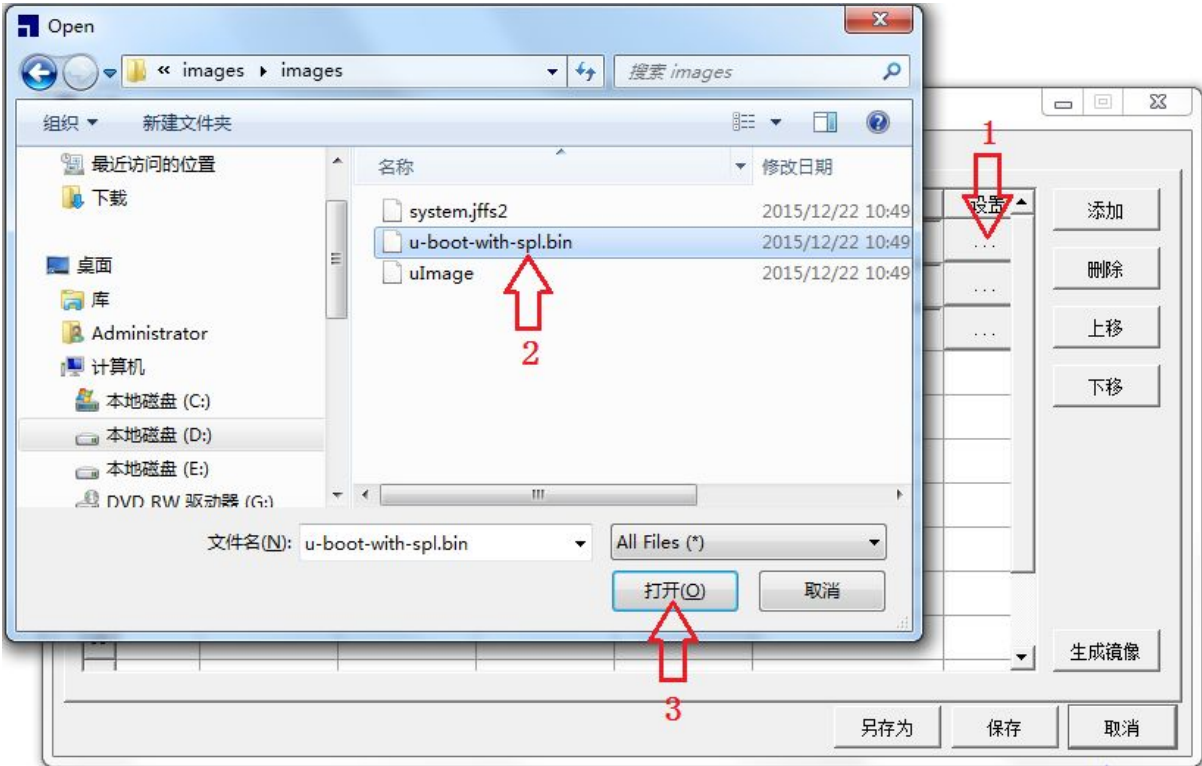 Open
« images ▸ images
搜索 images
组织
新建文件夹
1
最近访问的位置
下载
桌面
库
Administrator
计算机
本地磁盘 (C:)
本地磁盘 (D:)
本地磁盘 (E:)
DVD RW 驱动器 (G:)
名称
修改日期
system.jffs2
2015/12/22 10:49
u-boot-with-spl.bin
2015/12/22 10:49
uImage
2015/12/22 10:49
2
文件名(N):
u-boot-with-spl.bin
All Files (*)
打开(O)
取消
3
设置
...
...
...
添加
删除
上移
下移
生成镜像
另存为
保存
取消